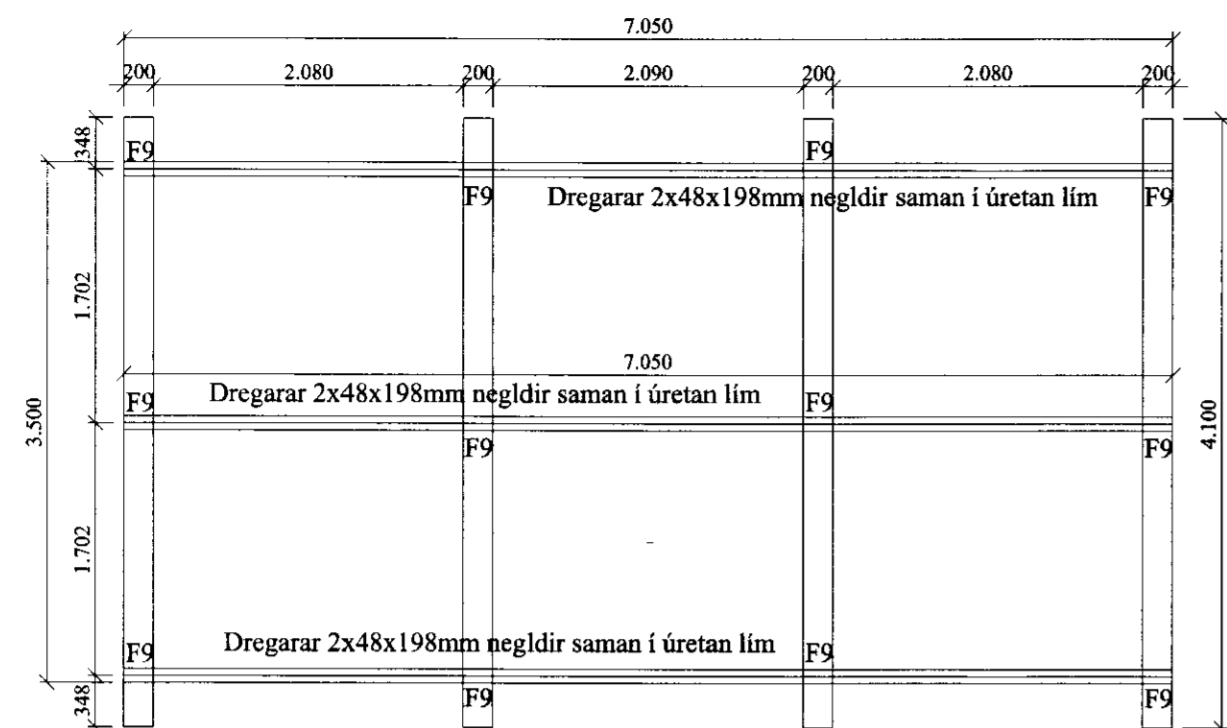 7.050
200 2.080 200 2.090 200 2.080 200
348
F9 F9
F9 Dregarar 2x48x198mm negldir saman í úretan lím F9
1.702
7.050
Dregarar 2x48x198mm negldir saman í úretan lím
F9 F9
3.500
4.100
F9 F9
1.702
Dregarar 2x48x198mm negldir saman í úretan lím
F9 F9
348
F9 F9